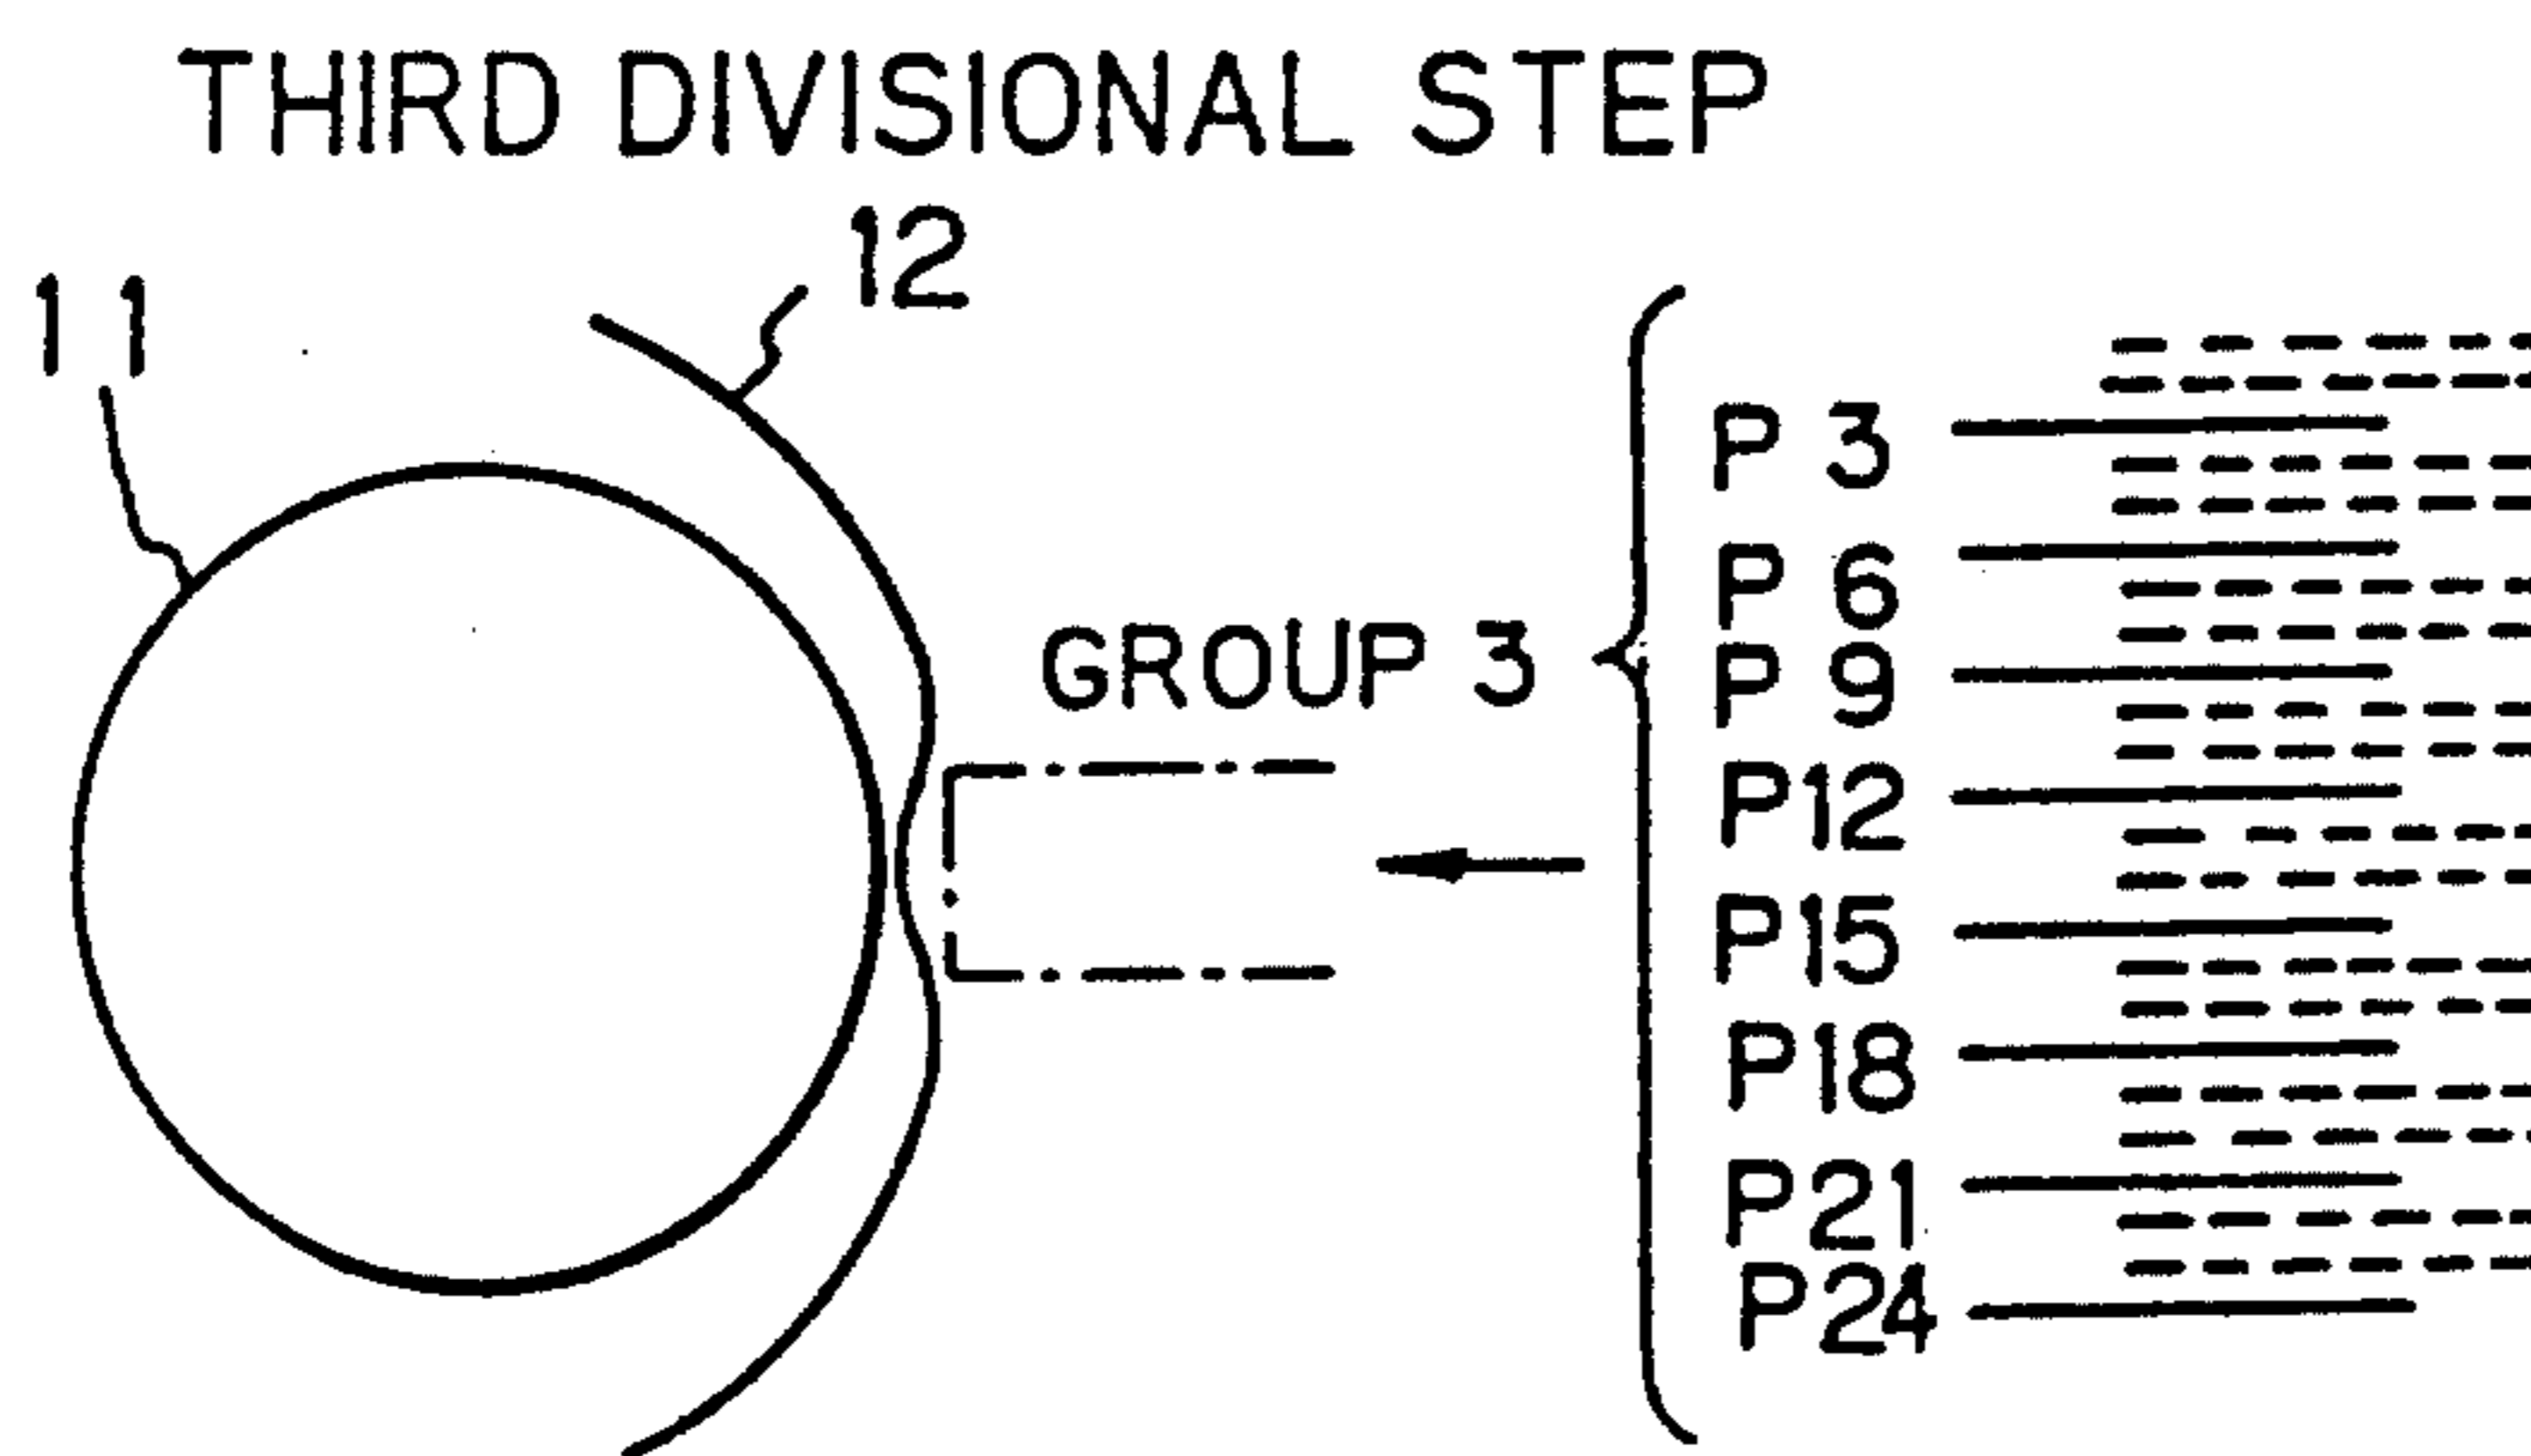 THIRD DIVISIONAL STEP
12
11
GROUP 3
P 3
P 6
P 9
P12
P15
P18
P21
P24